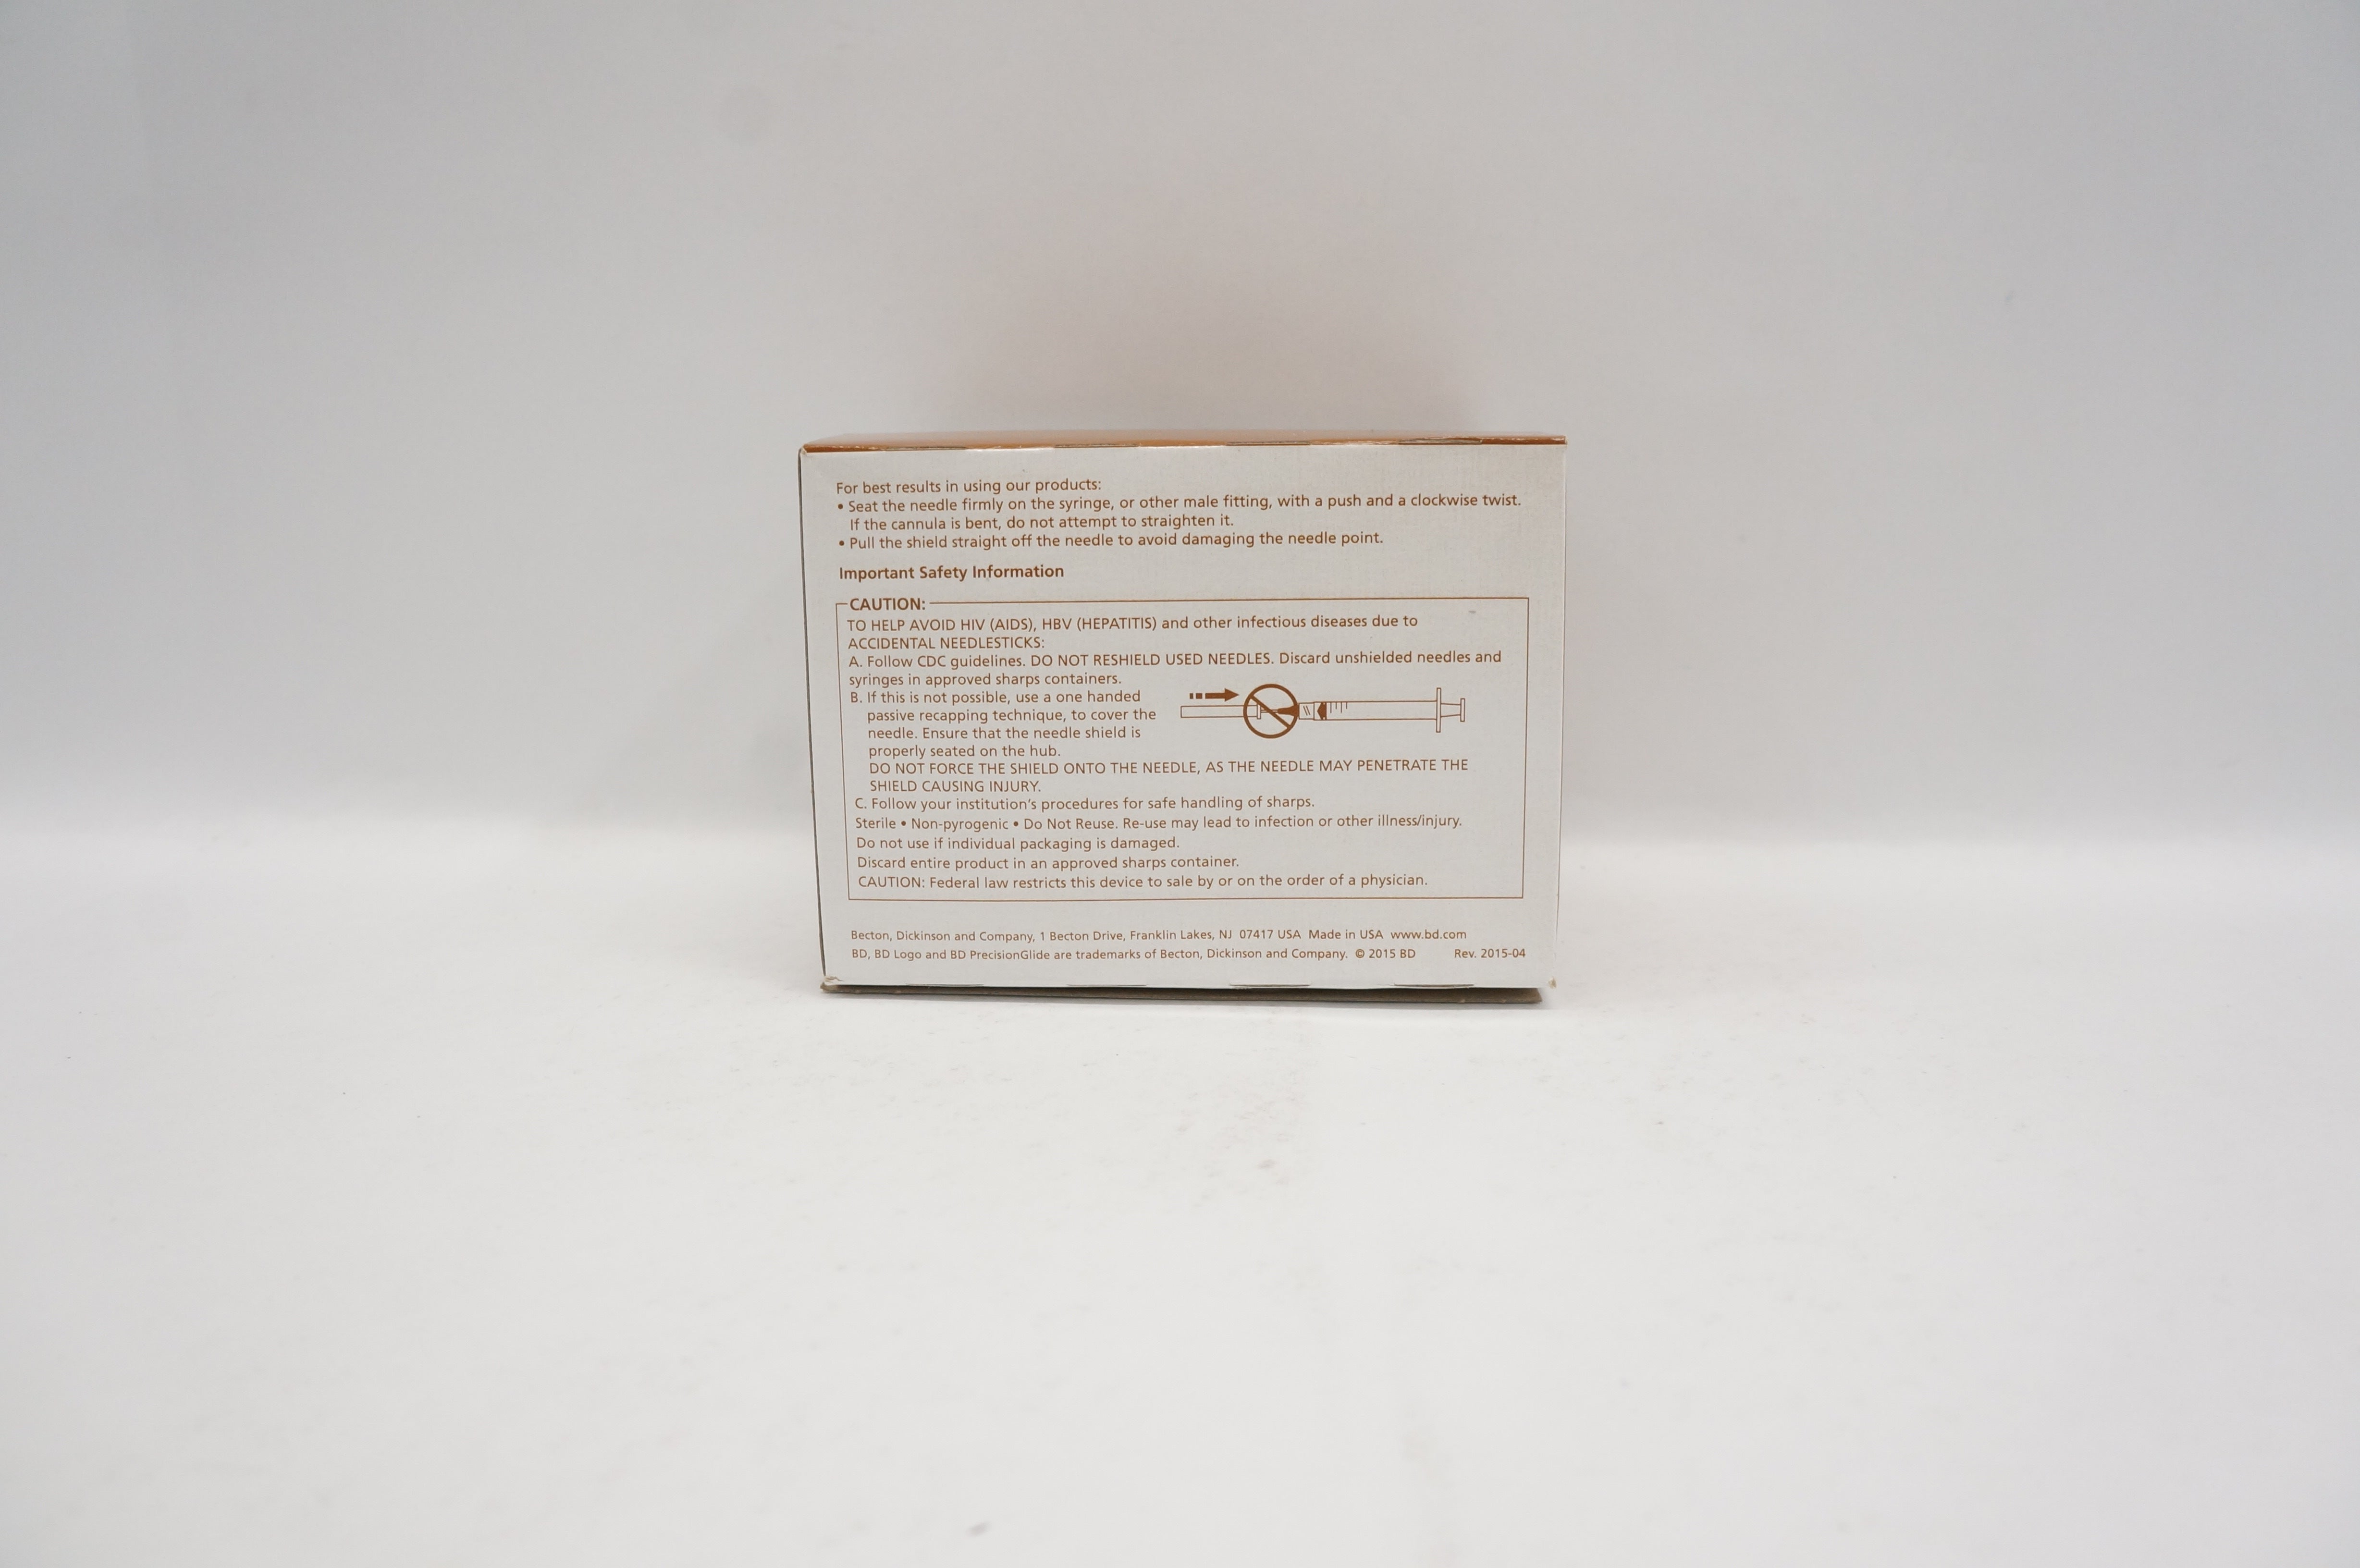 For best results in using our products:
• Seat the needle firmly on the syringe, or other male fitting, with a push and a clockwise twist.
If the cannula is bent, do not attempt to straighten it.
• Pull the shield straight off the needle to avoid damaging the needle point.
Important Safety Information
CAUTION:
TO HELP AVOID HIV (AIDS), HBV (HEPATITIS) and other infectious diseases due to
ACCIDENTAL NEEDLESTICKS:
A. Follow CDC guidelines. DO NOT RESHIELD USED NEEDLES. Discard unshielded needles and
syringes in approved sharps containers.
B. If this is not possible, use a one handed
passive recapping technique, to cover the
needle. Ensure that the needle shield is
properly seated on the hub.
DO NOT FORCE THE SHIELD ONTO THE NEEDLE, AS THE NEEDLE MAY PENETRATE THE
SHIELD CAUSING INJURY.
C. Follow your institution's procedures for safe handling of sharps.
Sterile • Non-pyrogenic • Do Not Reuse. Re-use may lead to infection or other illness/injury.
Do not use if individual packaging is damaged.
Discard entire product in an approved sharps container.
CAUTION: Federal law restricts this device to sale by or on the order of a physician.
Becton, Dickinson and Company, 1 Becton Drive, Franklin Lakes, NJ 07417 USA Made in USA www.bd.com
BD, BD Logo and BD PrecisionGlide are trademarks of Becton, Dickinson and Company. © 2015 BD Rev. 2015-04